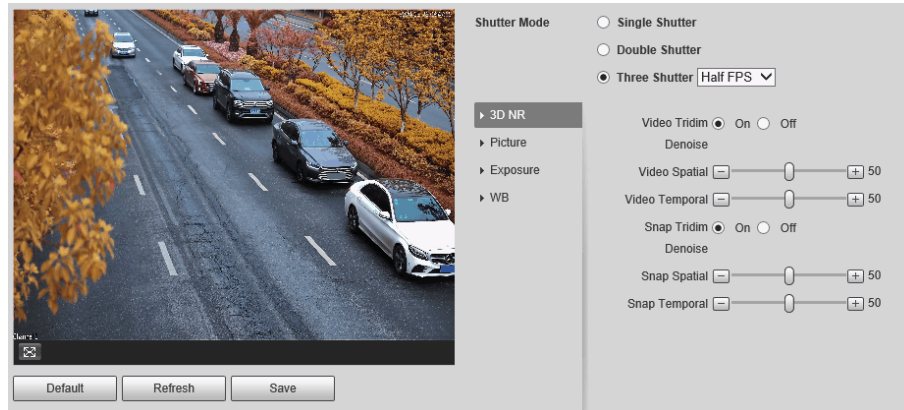 Shutter Mode
Single Shutter
Double Shutter
Three Shutter Half FPS
3D NR
Picture
Exposure
WB
Video Tridim On Off
Denoise
Video Spatial 50
Video Temporal 50
Snap Tridim On Off
Denoise
Snap Spatial 50
Snap Temporal 50
Default Refresh Save